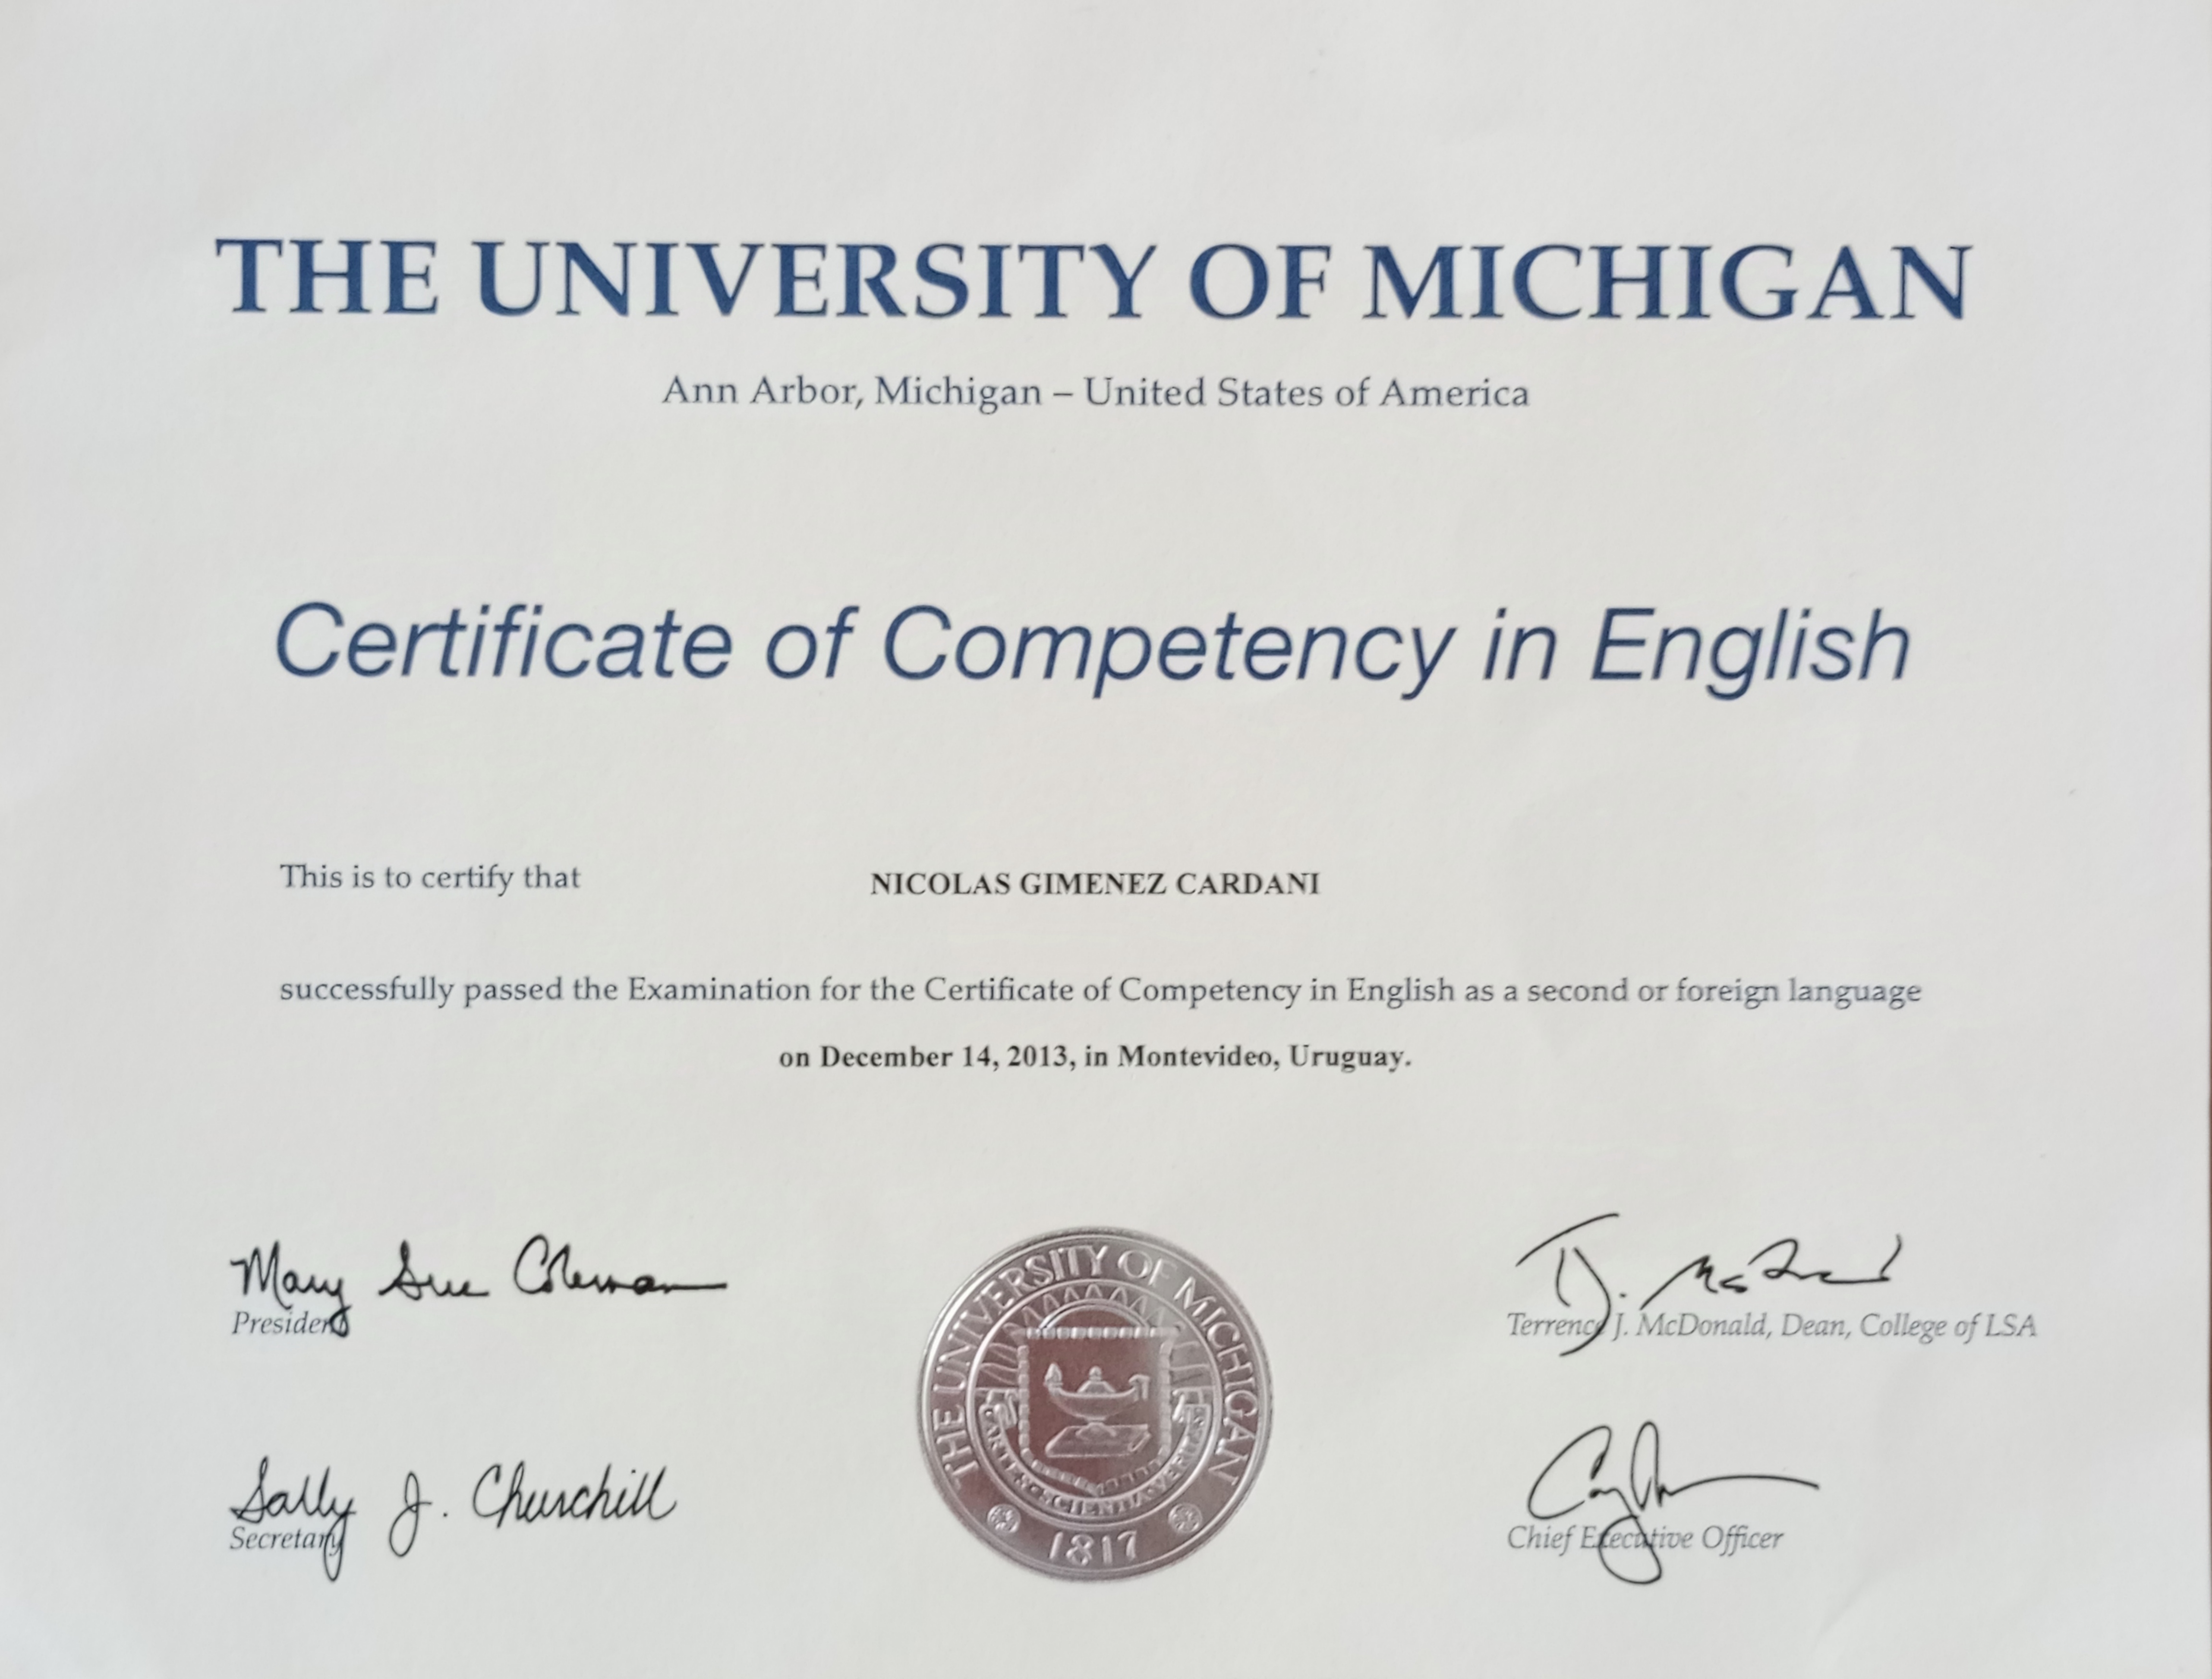 THE UNIVERSITY OF MICHIGAN
Ann Arbor, Michigan – United States of America
Certificate of Competency in English
This is to certify that NICOLAS GIMENEZ CARDANI
successfully passed the Examination for the Certificate of Competency in English as a second or foreign language
on December 14, 2013, in Montevideo, Uruguay.
Mary Sue Coleman
President
Sally J. Churchill
Secretary
THE UNIVERSITY OF MICHIGAN
ARTES SCIENTIA VERITAS
1817
Terrence J. McDonald, Dean, College of LSA
Chief Executive Officer